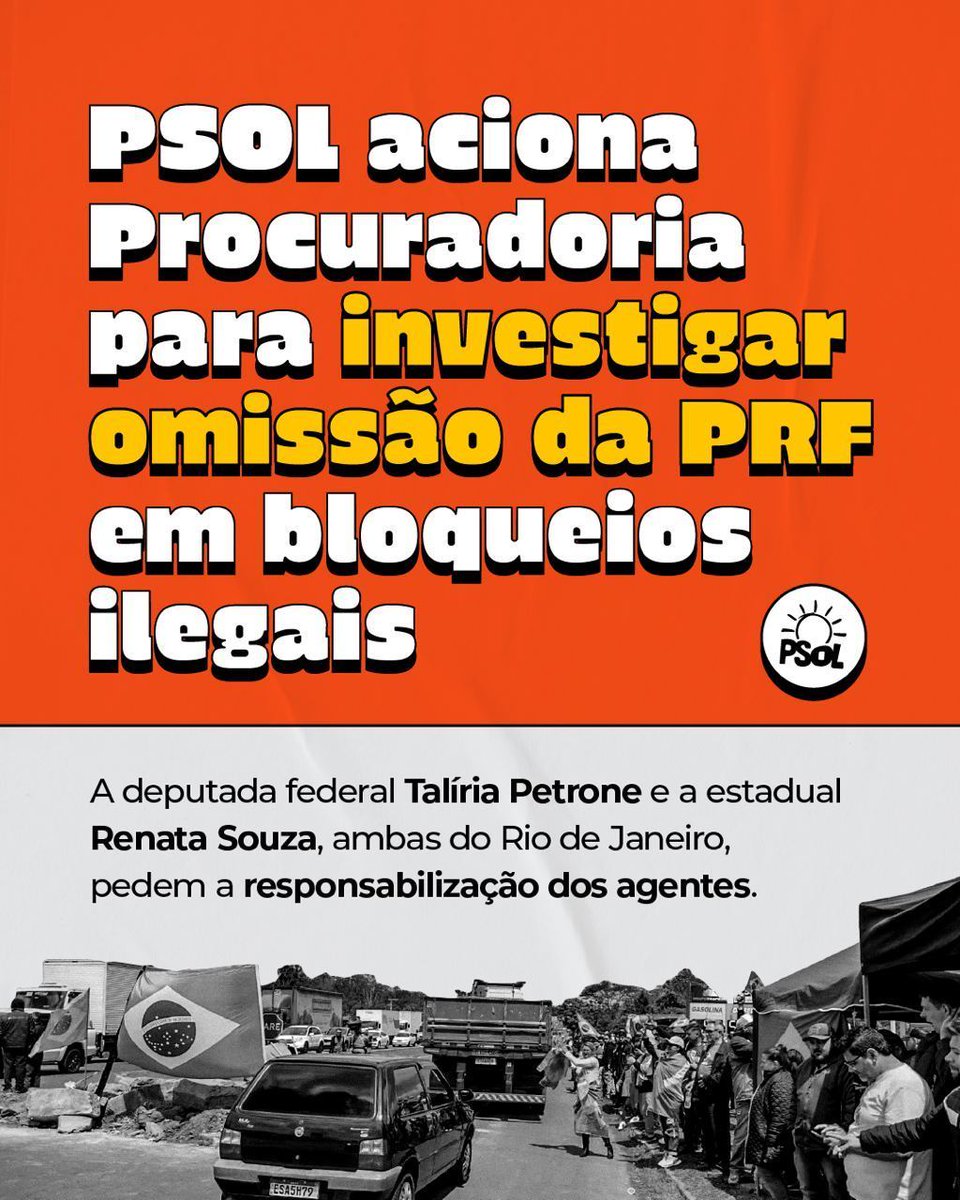 PSOL aciona
Procuradoria
para investigar
omissão da PRF
em bloqueios
ilegais
PSOL
A deputada federal Talíria Petrone e a estadual
Renata Souza, ambas do Rio de Janeiro,
pedem a responsabilização dos agentes.
GASOLINA
ARE
ESA5H79